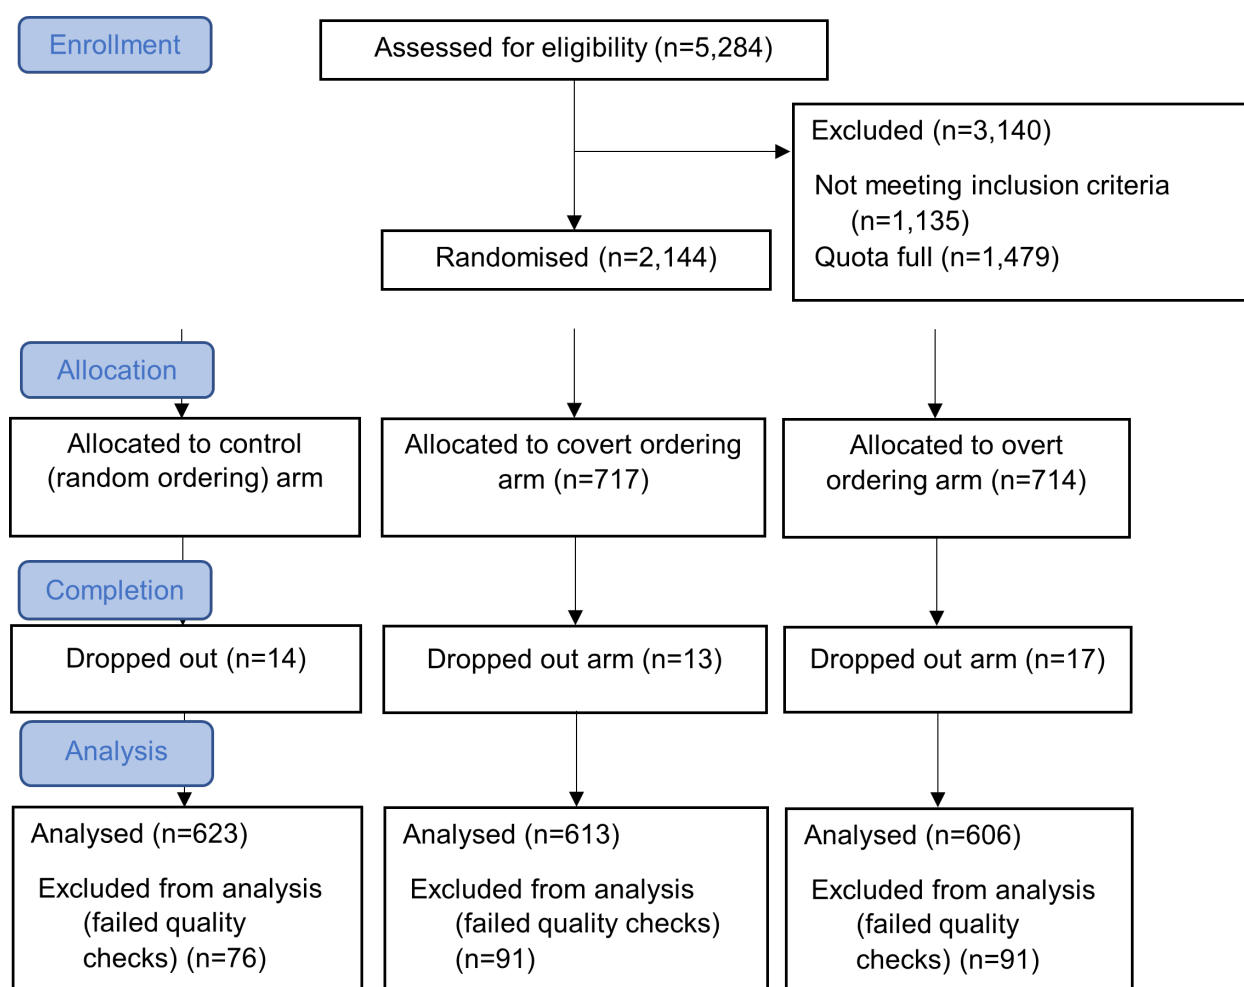 Enrollment
Assessed for eligibility (n=5,284)
Excluded (n=3,140)
Not meeting inclusion criteria
(n=1,135)
Quota full (n=1,479)
Randomised (n=2,144)
Allocation
Allocated to control
(random ordering) arm
Allocated to covert ordering
arm (n=717)
Allocated to overt
ordering arm (n=714)
Completion
Dropped out (n=14)
Dropped out arm (n=13)
Dropped out arm (n=17)
Analysis
Analysed (n=623)
Excluded from analysis
(failed quality
checks) (n=76)
Analysed (n=613)
Excluded from analysis
(failed quality checks)
(n=91)
Analysed (n=606)
Excluded from analysis
(failed quality
checks) (n=91)